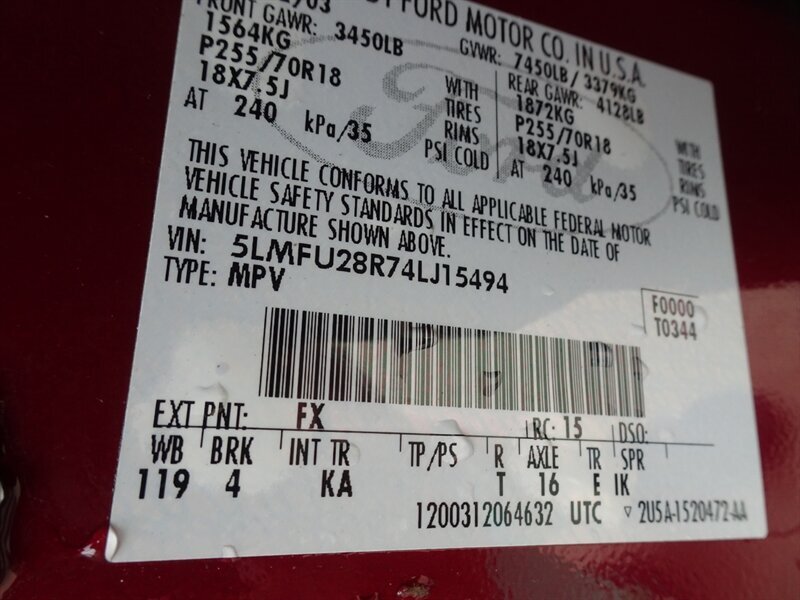 /03
FORD MOTOR CO. IN U.S.A.
FRONT GAWR: 3450LB
1564KG
P255/70R18
18X7.5J
AT 240 kPa/35
WITH
TIRES
RIMS
PSI COLD
GVWR: 7450LB/3379KG
REAR GAWR: 4128LB
1872KG
P255/70R18
18X7.5J
AT 240 kPa/35
WITH
TIRES
RIMS
PSI COLD
Ford
THIS VEHICLE CONFORMS TO ALL APPLICABLE FEDERAL MOTOR
VEHICLE SAFETY STANDARDS IN EFFECT ON THE DATE OF
MANUFACTURE SHOWN ABOVE.
VIN: 5LMFU28R74LJ15494
TYPE: MPV
F0000
T0344
EXT PNT: FX RC: 15 DSO:
WB BRK INT TR TP/PS R AXLE TR SPR
119 4 KA T 16 E IK
1200312064632 UTC ▽ 2U5A-1520472-AA